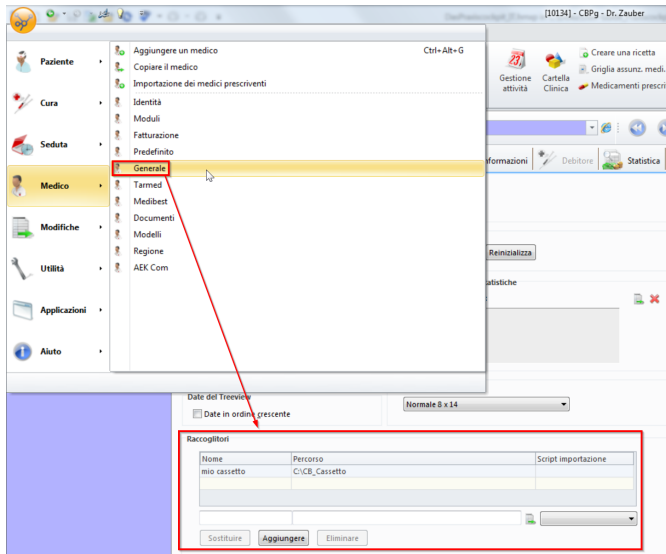 [10134] - CBPg - Dr. Zauber
Paziente
Cura
Seduta
Medico
Modifiche
Utilità
Applicazioni
Aiuto
Aggiungere un medico Ctrl+Alt+G
Copiare il medico
Importazione dei medici prescriventi
Identità
Moduli
Fatturazione
Predefinito
Generale
Tarmed
Medibest
Documenti
Modelli
Regione
AEK Com
Gestione
attività
Cartella
Clinica
Creare una ricetta
Griglia assunz. medi.
Medicamenti prescri
formazioni Debitore Statistica
Reinizializza
atistiche
Date del Treeview
Date in ordine crescente
Normale 8 x 14
Raccoglitori
Nome Percorso Script importazione
mio cassetto C:\CB_Cassetto
Sostituire Aggiungere Eliminare